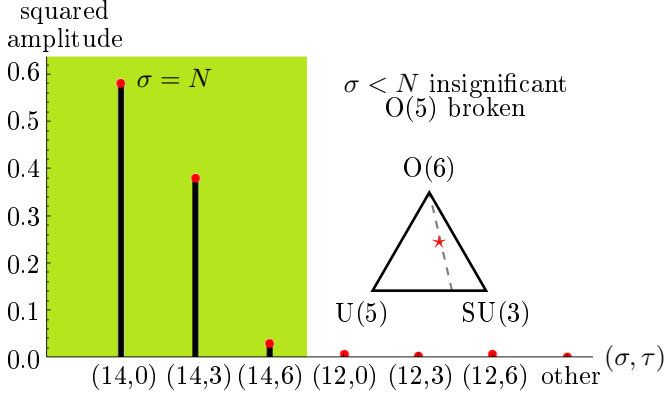 squared
amplitude
0.6
0.5
0.4
0.3
0.2
0.1
0.0
σ = N
σ < N insignificant
O(5) broken
O(6)
U(5) SU(3)
(14,0) (14,3) (14,6) (12,0) (12,3) (12,6) other
(σ, τ)